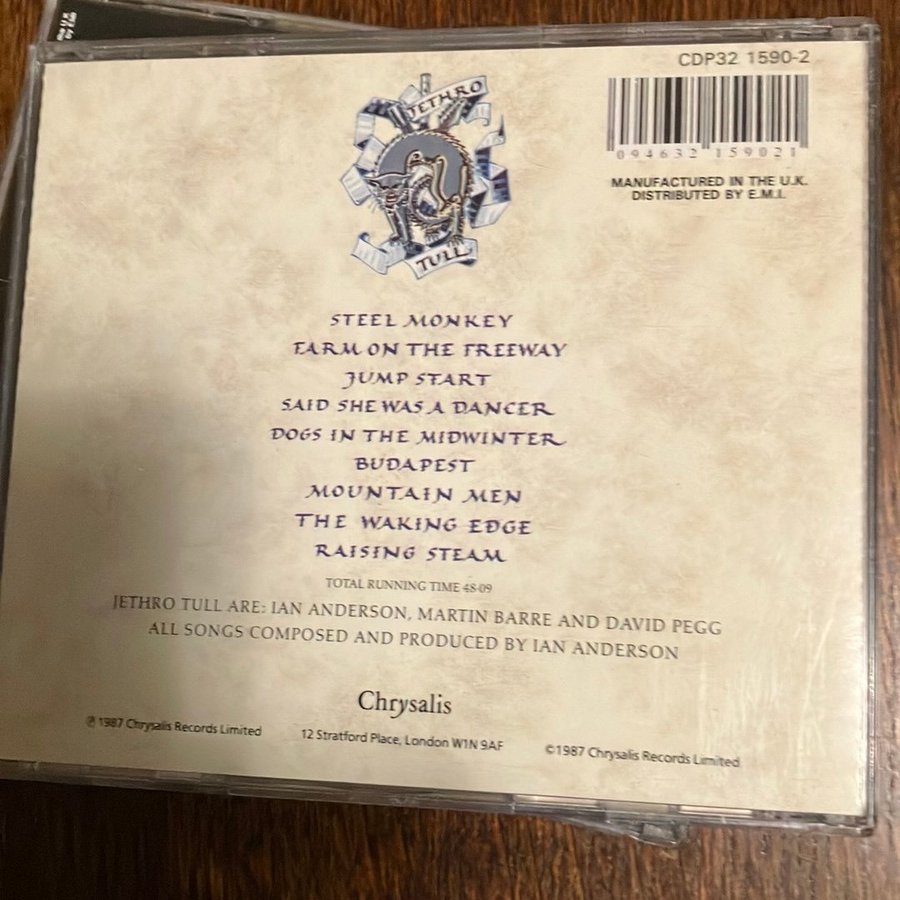 CDP32 1590-2
JETHRO
TULL
094632 159021
MANUFACTURED IN THE U.K.
DISTRIBUTED BY E.M.I.
STEEL MONKEY
FARM ON THE FREEWAY
JUMP START
SAID SHE WAS A DANCER
DOGS IN THE MIDWINTER
BUDAPEST
MOUNTAIN MEN
THE WAKING EDGE
RAISING STEAM
TOTAL RUNNING TIME 48·09
JETHRO TULL ARE: IAN ANDERSON, MARTIN BARRE AND DAVID PEGG
ALL SONGS COMPOSED AND PRODUCED BY IAN ANDERSON
Chrysalis
℗ 1987 Chrysalis Records Limited
12 Stratford Place, London W1N 9AF
©1987 Chrysalis Records Limited